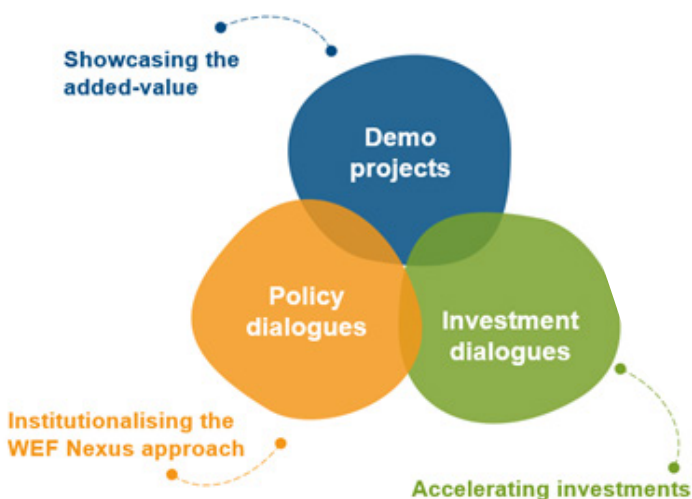 Showcasing the
added-value
Demo
projects
Policy
dialogues
Investment
dialogues
Institutionalising the
WEF Nexus approach
Accelerating investments